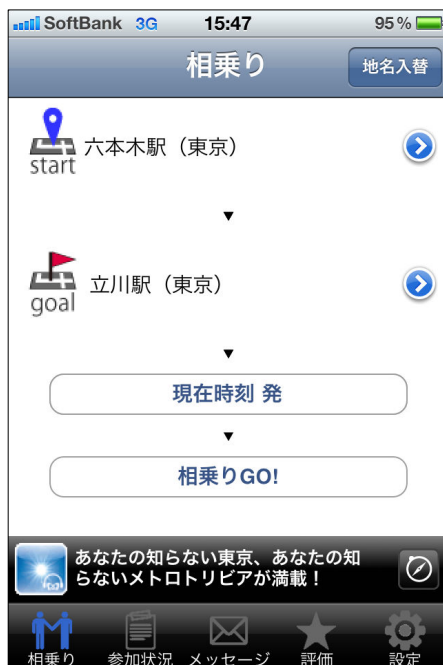 SoftBank 3G 15:47 95%
相乗り 地名入替
start 六本木駅（東京）
▼
goal 立川駅（東京）
▼
現在時刻 発
▼
相乗りGO!
あなたの知らない東京、あなたの知
らないメトロトリビアが満載！
相乗り 参加状況 メッセージ 評価 設定